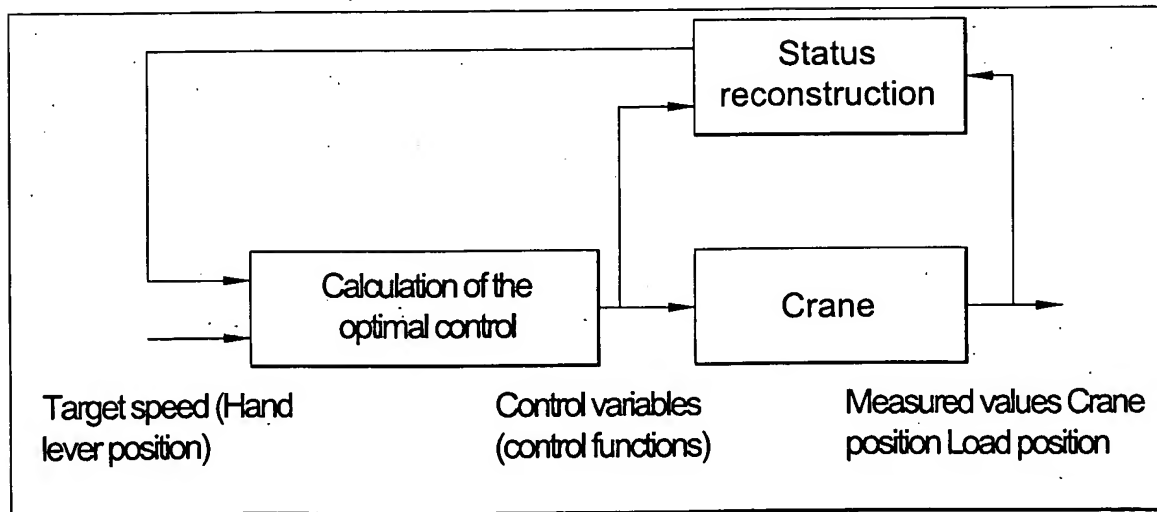 Status
reconstruction
Calculation of the
optimal control
Crane
Target speed (Hand
lever position)
Control variables
(control functions)
Measured values Crane
position Load position